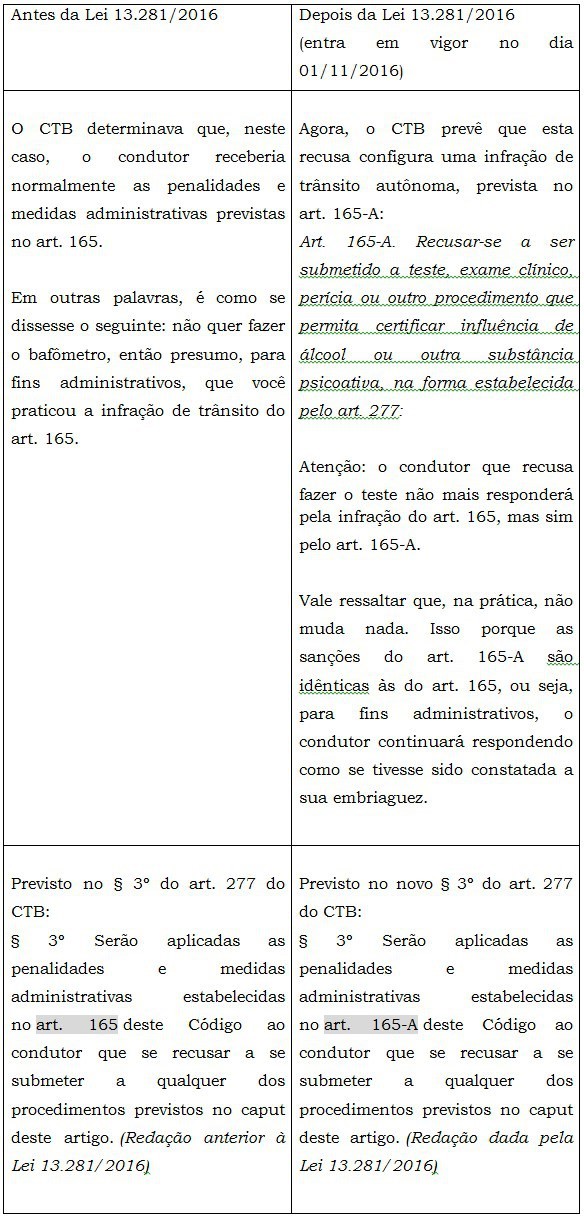 Antes da Lei 13.281/2016
Depois da Lei 13.281/2016
(entra em vigor no dia
01/11/2016)
O CTB determinava que, neste
caso, o condutor receberia
normalmente as penalidades e
medidas administrativas previstas
no art. 165.
Em outras palavras, é como se
dissesse o seguinte: não quer fazer
o bafômetro, então presumo, para
fins administrativos, que você
praticou a infração de trânsito do
art. 165.
Agora, o CTB prevê que esta
recusa configura uma infração de
trânsito autônoma, prevista no
art. 165-A:
Art. 165-A. Recusar-se a ser
submetido a teste, exame clínico,
perícia ou outro procedimento que
permita certificar influência de
álcool ou outra substância
psicoativa, na forma estabelecida
pelo art. 277:
Atenção: o condutor que recusa
fazer o teste não mais responderá
pela infração do art. 165, mas sim
pelo art. 165-A.
Vale ressaltar que, na prática, não
muda nada. Isso porque as
sanções do art. 165-A são
idênticas às do art. 165, ou seja,
para fins administrativos, o
condutor continuará respondendo
como se tivesse sido constatada a
sua embriaguez.
Previsto no § 3º do art. 277 do
CTB:
§ 3º Serão aplicadas as
penalidades e medidas
administrativas estabelecidas
no art. 165 deste Código ao
condutor que se recusar a se
submeter a qualquer dos
procedimentos previstos no caput
deste artigo. (Redação anterior à
Lei 13.281/2016)
Previsto no novo § 3º do art. 277
do CTB:
§ 3º Serão aplicadas as
penalidades e medidas
administrativas estabelecidas
no art. 165-A deste Código ao
condutor que se recusar a se
submeter a qualquer dos
procedimentos previstos no caput
deste artigo. (Redação dada pela
Lei 13.281/2016)